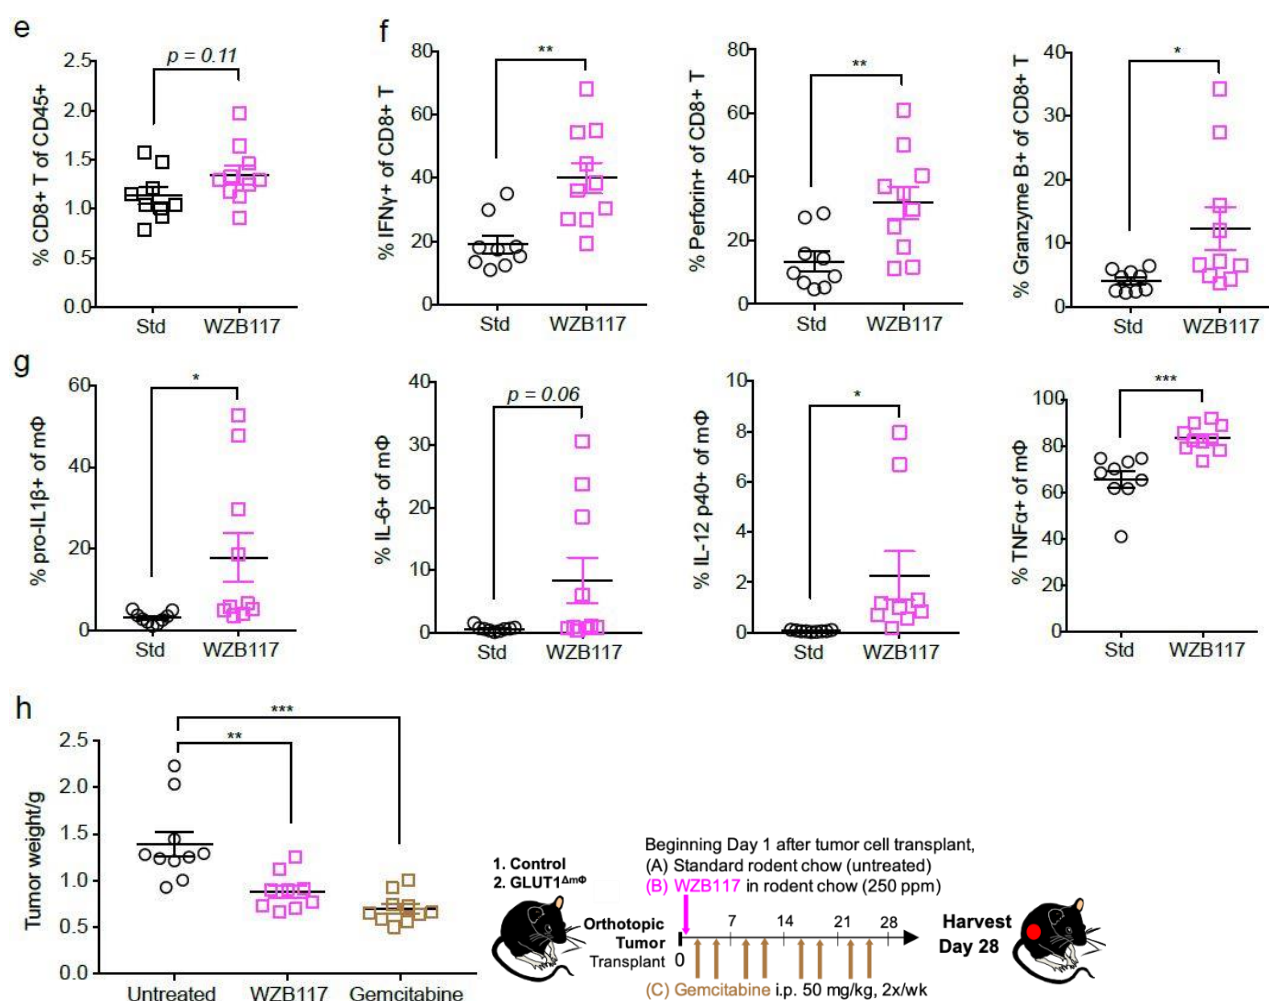 e
% CD8+ T of CD45+
2.5
2.0
1.5
1.0
0.5
0.0
p = 0.11
Std
WZB117
f
% IFNγ+ of CD8+ T
80
60
40
20
0
**
Std
WZB117
% Perforin+ of CD8+ T
80
60
40
20
0
**
Std
WZB117
% Granzyme B+ of CD8+ T
40
30
20
10
0
*
Std
WZB117
g
% pro-IL1β+ of mΦ
60
40
20
0
*
Std
WZB117
% IL-6+ of mΦ
40
30
20
10
0
p = 0.06
Std
WZB117
% IL-12 p40+ of mΦ
10
8
6
4
2
0
*
Std
WZB117
% TNFα+ of mΦ
100
80
60
40
20
0
***
Std
WZB117
h
Tumor weight/g
2.5
2.0
1.5
1.0
0.5
0.0
***
**
Untreated
WZB117
Gemcitabine
1. Control
2. GLUT1ΔmΦ
Beginning Day 1 after tumor cell transplant,
(A) Standard rodent chow (untreated)
(B) WZB117 in rodent chow (250 ppm)
Orthotopic
Tumor
Transplant
0
7
14
21
28
Harvest
Day 28
(C) Gemcitabine i.p. 50 mg/kg, 2x/wk